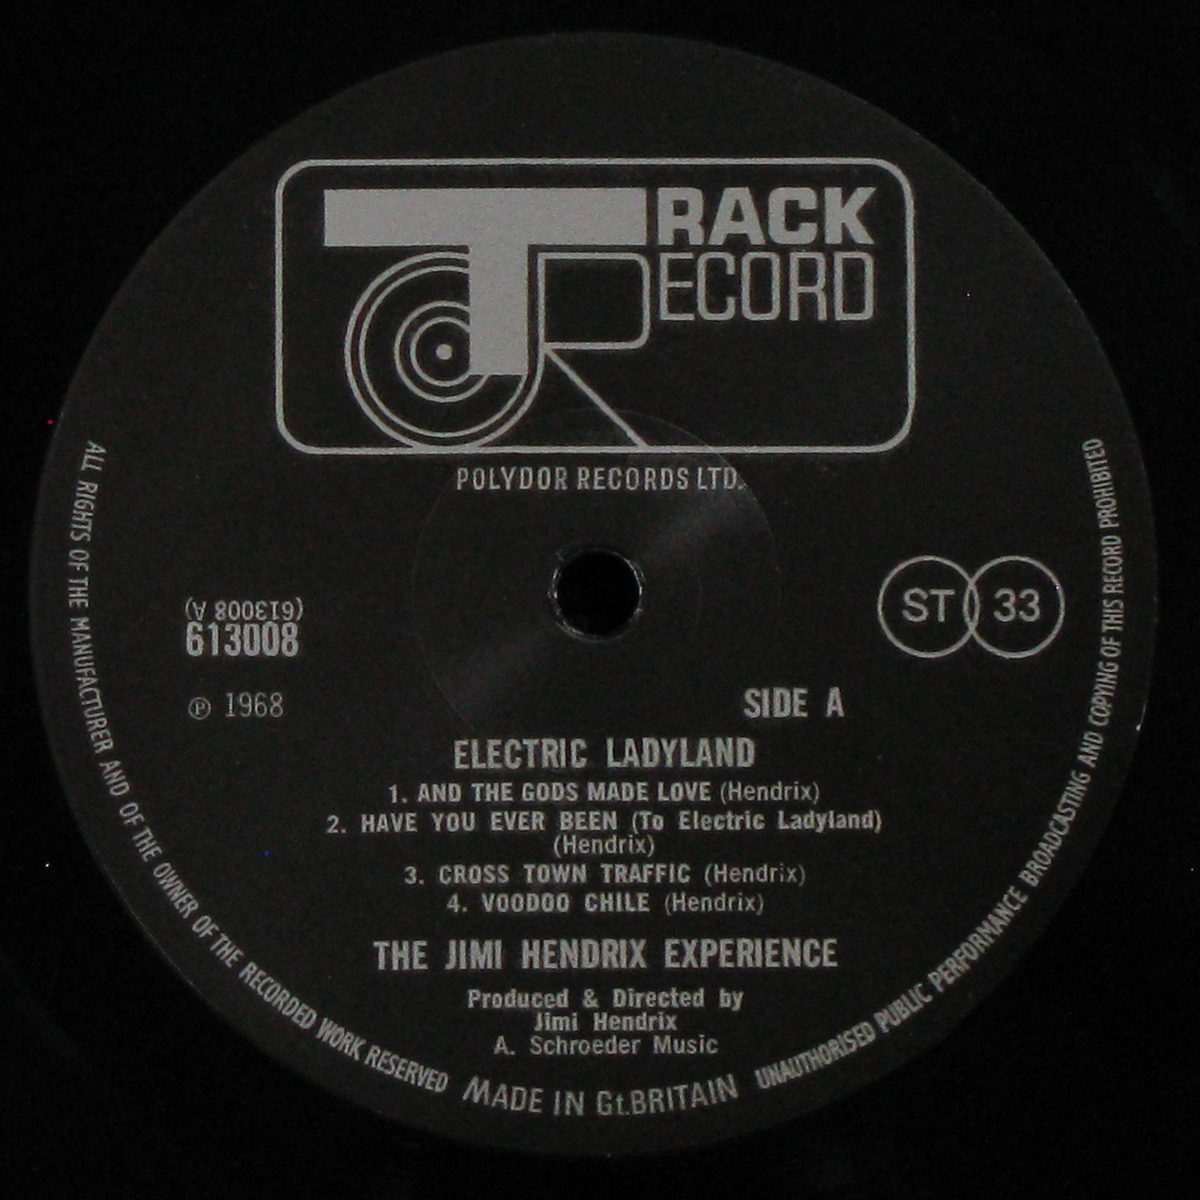 TRACK
RECORD
POLYDOR RECORDS LTD.
(613008 A)
613008
ST 33
℗ 1968
SIDE A
ELECTRIC LADYLAND
1. AND THE GODS MADE LOVE (Hendrix)
2. HAVE YOU EVER BEEN (To Electric Ladyland)
(Hendrix)
3. CROSS TOWN TRAFFIC (Hendrix)
4. VOODOO CHILE (Hendrix)
THE JIMI HENDRIX EXPERIENCE
Produced & Directed by
Jimi Hendrix
A. Schroeder Music
ALL RIGHTS OF THE MANUFACTURER AND OF THE OWNER OF THE RECORDED WORK RESERVED
MADE IN Gt.BRITAIN
UNAUTHORISED PUBLIC PERFORMANCE BROADCASTING AND COPYING OF THIS RECORD PROHIBITED